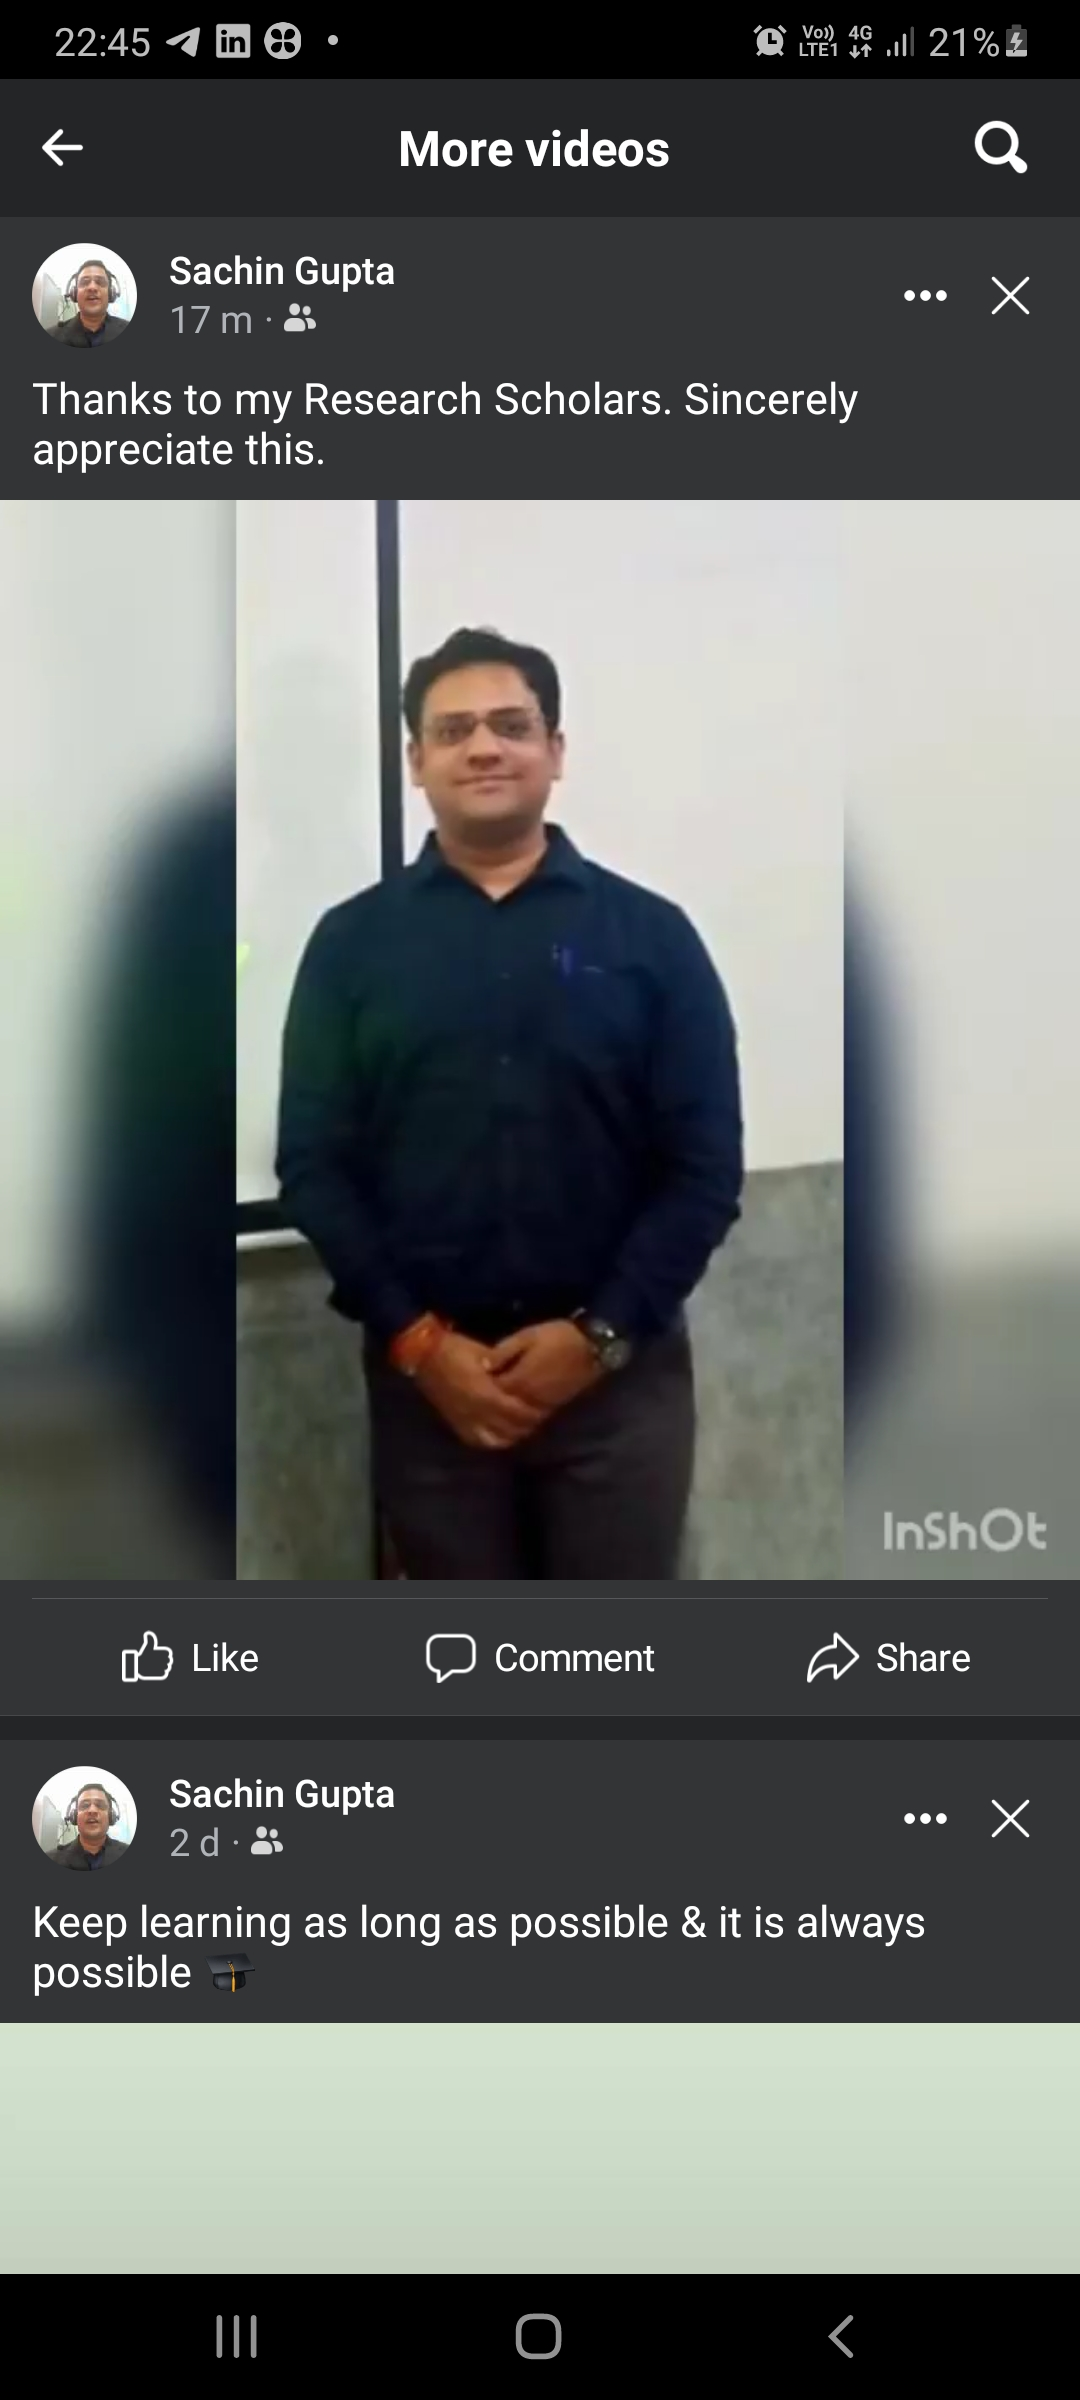 22:45
Vo)) 4G
LTE1
21%
More videos
Sachin Gupta
17 m ·
Thanks to my Research Scholars. Sincerely
appreciate this.
InShOt
Like Comment Share
Sachin Gupta
2 d ·
Keep learning as long as possible & it is always
possible 🎓